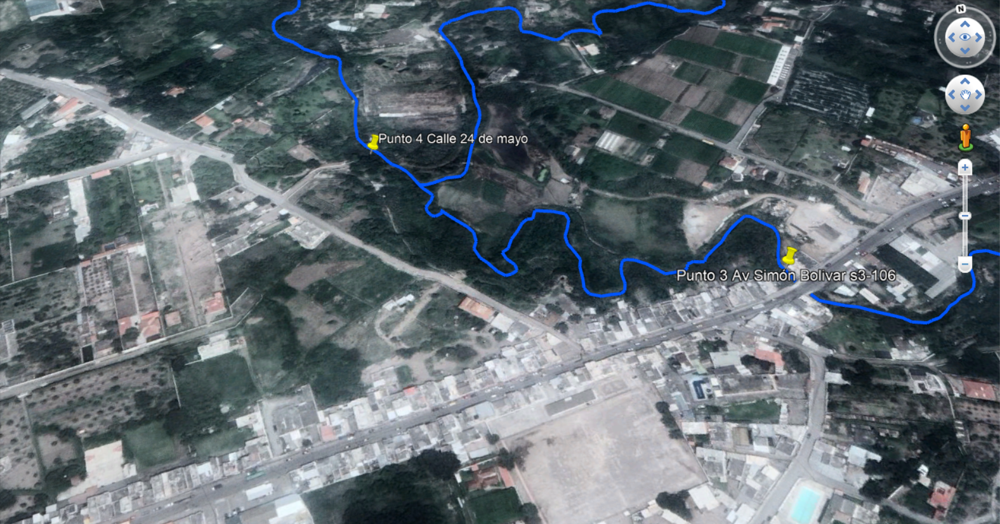 N
Punto 4 Calle 24 de mayo
Punto 3 Av Simón Bolivar s3-106